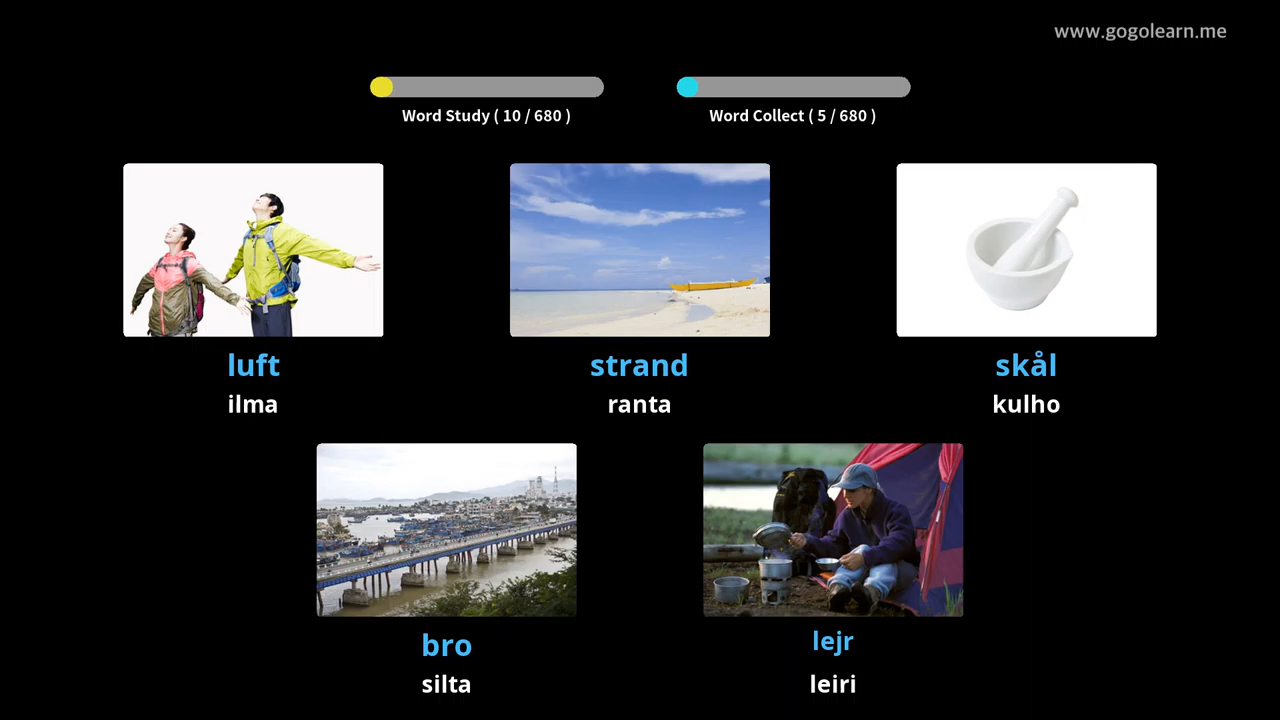 www.gogolearn.me
Word Study ( 10 / 680 )
Word Collect ( 5 / 680 )
luft
ilma
strand
ranta
skål
kulho
bro
silta
lejr
leiri